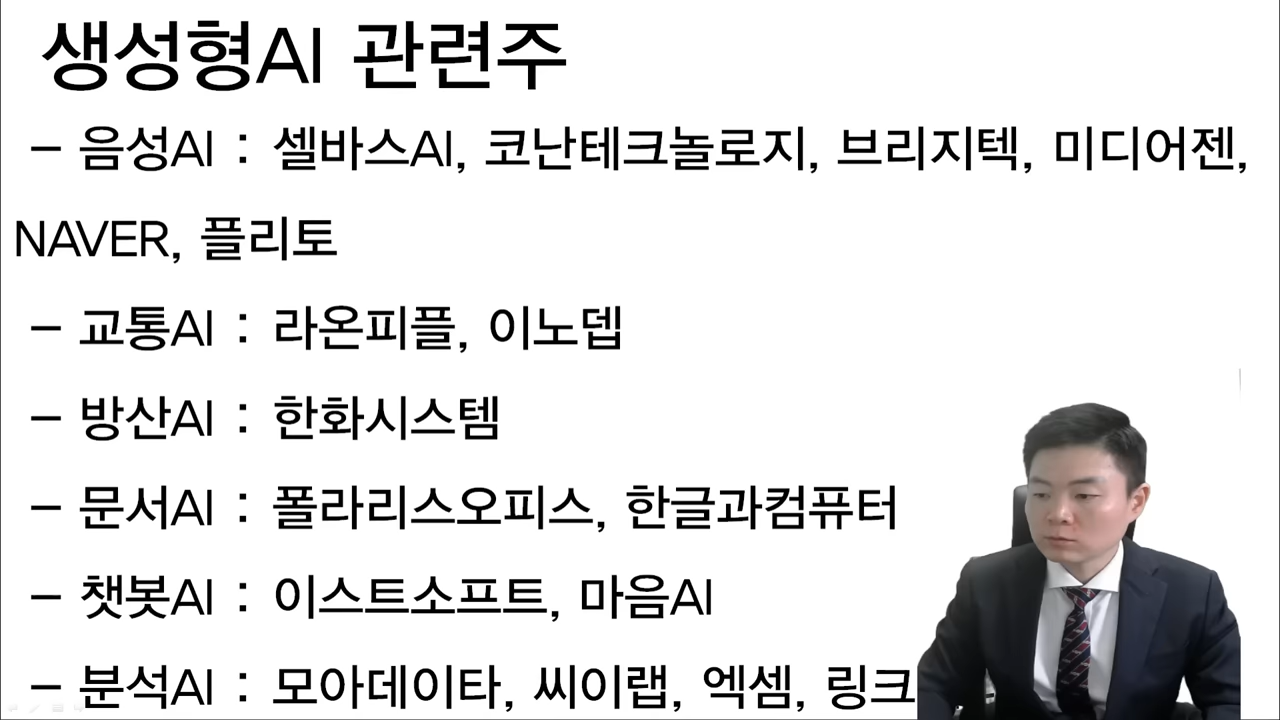 생성형AI 관련주
– 음성AI : 셀바스AI, 코난테크놀로지, 브리지텍, 미디어젠,
NAVER, 플리토
– 교통AI : 라온피플, 이노뎁
– 방산AI : 한화시스템
– 문서AI : 폴라리스오피스, 한글과컴퓨터
– 챗봇AI : 이스트소프트, 마음AI
– 분석AI : 모아데이타, 씨이랩, 엑셈, 링크